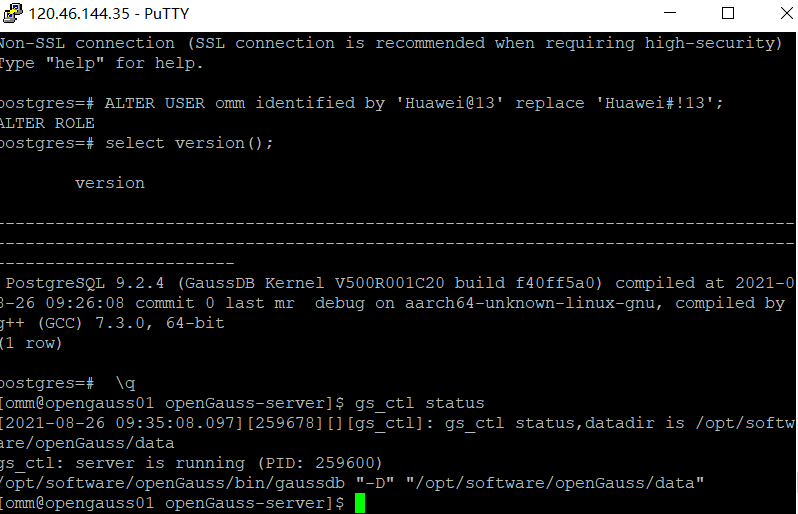 120.46.144.35 - PuTTY
Non-SSL connection (SSL connection is recommended when requiring high-security)
Type "help" for help.
postgres=# ALTER USER omm identified by 'Huawei@13' replace 'Huawei#!13';
ALTER ROLE
postgres=# select version();
version
--------------------------------------------------------------------------------
--------------------------------------------------------------------------------
------------------------
PostgreSQL 9.2.4 (GaussDB Kernel V500R001C20 build f40ff5a0) compiled at 2021-0
8-26 09:26:08 commit 0 last mr  debug on aarch64-unknown-linux-gnu, compiled by
g++ (GCC) 7.3.0, 64-bit
(1 row)
postgres=#  \q
[omm@opengauss01 openGauss-server]$ gs_ctl status
[2021-08-26 09:35:08.097][259678][][gs_ctl]: gs_ctl status,datadir is /opt/softw
are/openGauss/data
gs_ctl: server is running (PID: 259600)
/opt/software/openGauss/bin/gaussdb "-D" "/opt/software/openGauss/data"
[omm@opengauss01 openGauss-server]$